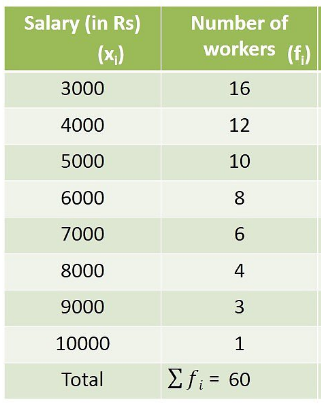 Salary (in Rs) Number of
(xᵢ) workers (fᵢ)
3000 16
4000 12
5000 10
6000 8
7000 6
8000 4
9000 3
10000 1
Total ∑fᵢ = 60